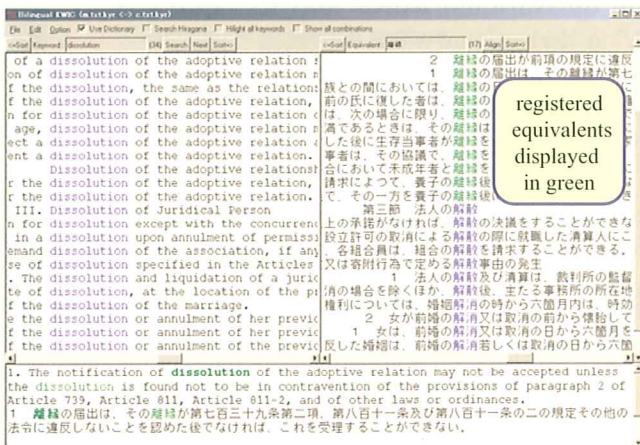 Bilingual KWIC (m.txt.kyr <-> c.txt.kyr)
File Edit Option Use Dictionary Search Hiragana Hilight all keywords Show all combinations
<=Sort Keyword dissolution (34) Search Next Sort=> <=Sort Equivalent 離縁 (17) Align Sort=>
of a dissolution of the adoptive relation 2 離縁の届出が前項の規定に違反
on of dissolution of the adoptive relation 1 離縁の届出は、その離縁が第七
f the dissolution, the same as the relation 族との間においては、離縁の
f the dissolution of the adoptive relation, 前の氏に復した者は、離縁の
n for dissolution of the adoptive relation は、次の場合に限り、離縁の
age, dissolution of the adoptive relation 満であるときは、その離縁は
ect a dissolution of the adoptive relation した後に生存当事者が離縁を
ent a dissolution of the adoptive relation. 事者は、その協議で、離縁を
Dissolution of the adoptive relationsh 合において未成年者と離縁を
r the dissolution of the adoptive relation, 請求によつて、養子の離縁後に
r the dissolution of the adoptive relation. て、その一方を養子の離縁後
III. Dissolution of Juridical Person 第三節 法人の解散
n for dissolution except with the concurren 上の承諾がなければ、解散の決議をすることができな
in a dissolution upon annulment of permissi 設立許可の取消による解散の際に就職した清算人にこ
emand dissolution of the association, if any 、各組合員は、組合の解散を請求することができる。
se of dissolution specified in the Articles 又は寄附行為で定める解散事由の発生
. The dissolution and liquidation of a juric 1 法人の解散及び清算は、裁判所の監督
te of dissolution, at the location of the p 消の場合を除くほか、解散後、主たる事務所の所在地
f the dissolution of the marriage. 権利については、婚姻解消の時から六箇月内は、時効
e the dissolution or annulment of her previo 2 女が前婚の解消又は取消の前から懐胎して
f the dissolution or annulment of her previo 1 女は、前婚の解消又は取消の日から六箇月を
f the dissolution or annulment of the previo 反した婚姻は、前婚の解消若しくは取消の日から六箇
registered
equivalents
displayed
in green
1. The notification of dissolution of the adoptive relation may not be accepted unless
the dissolution is found not to be in contravention of the provisions of paragraph 2 of
Article 739, Article 811, Article 811-2, and of other laws or ordinances.
1 離縁の届出は、その離縁が第七百三十九条第二項、第八百十一条及び第八百十一条の二の規定その他の
法令に違反しないことを認めた後でなければ、これを受理することができない。